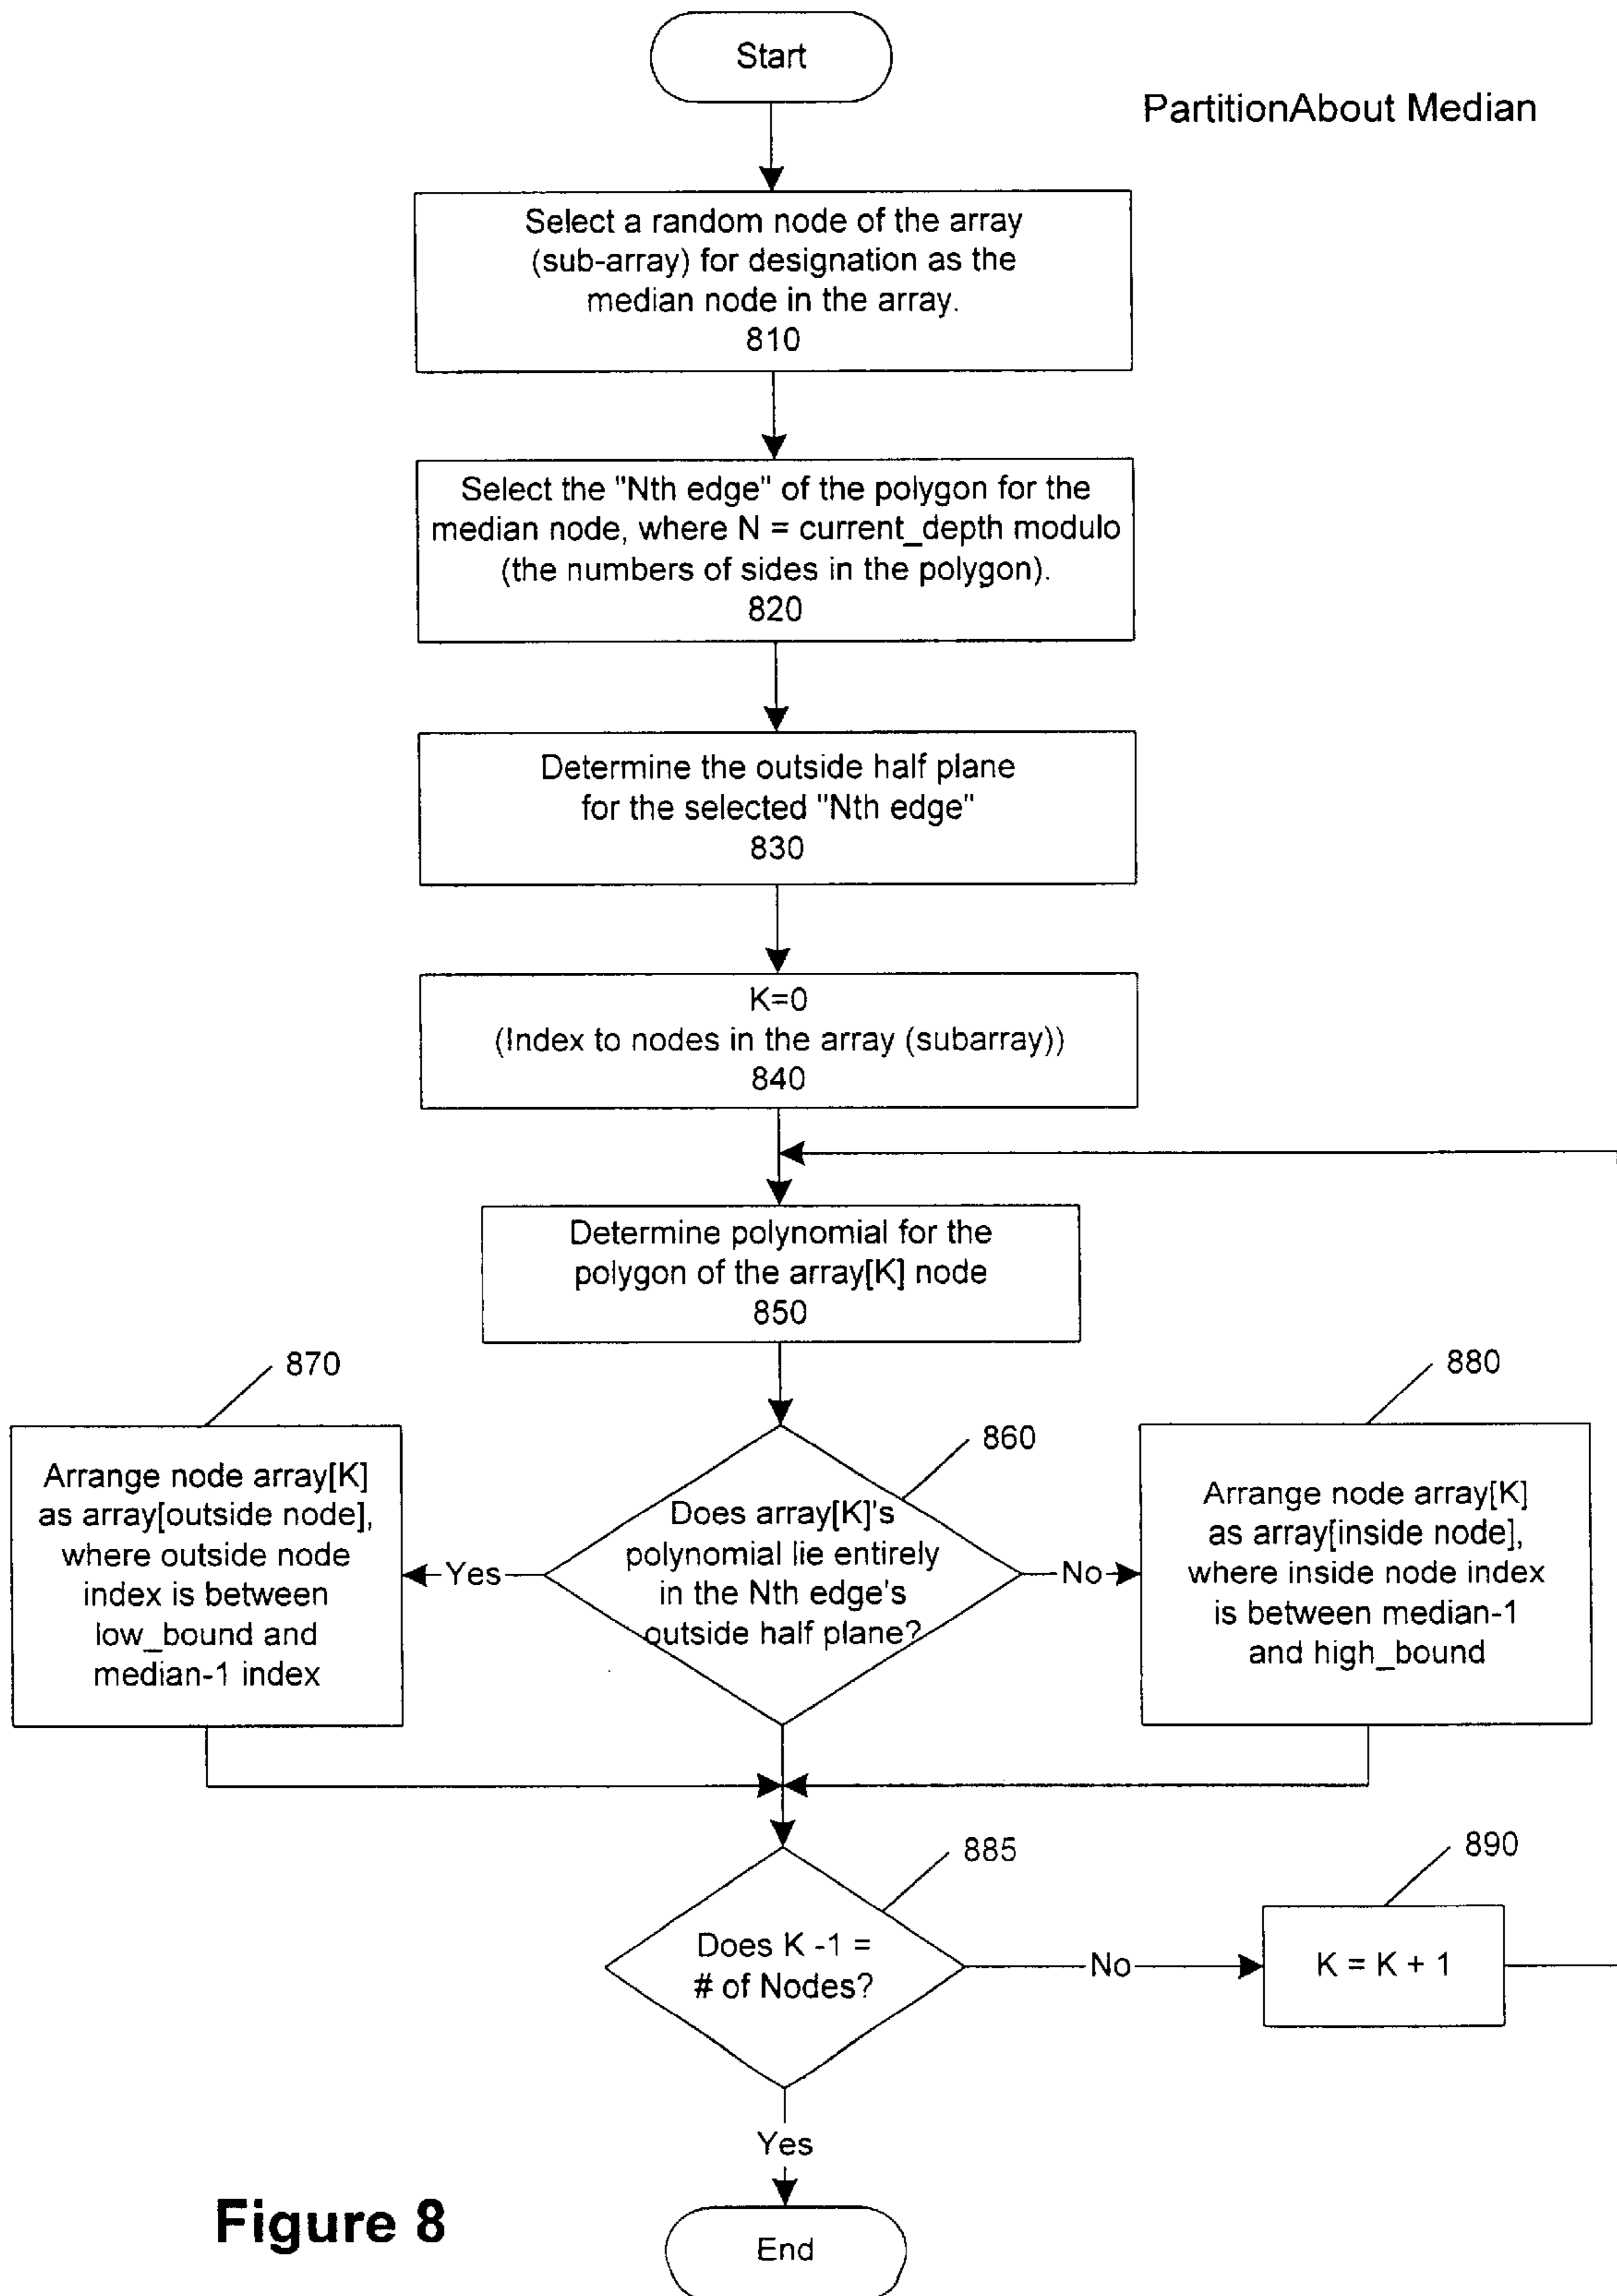 Start
PartitionAbout Median
Select a random node of the array
(sub-array) for designation as the
median node in the array.
810
Select the "Nth edge" of the polygon for the
median node, where N = current_depth modulo
(the numbers of sides in the polygon).
820
Determine the outside half plane
for the selected "Nth edge"
830
K=0
(Index to nodes in the array (subarray))
840
Determine polynomial for the
polygon of the array[K] node
850
870
Arrange node array[K]
as array[outside node],
where outside node
index is between
low_bound and
median-1 index
Yes
860
Does array[K]'s
polynomial lie entirely
in the Nth edge's
outside half plane?
No
880
Arrange node array[K]
as array[inside node],
where inside node index
is between median-1
and high_bound
885
Does K -1 =
# of Nodes?
No
890
K = K + 1
Yes
End
Figure 8